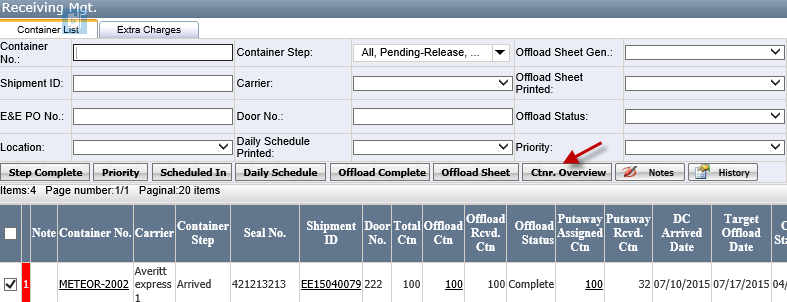 Receiving Mgt.
Container List Extra Charges
Container No.: Container Step: All, Pending-Release, ... Offload Sheet Gen.:
Shipment ID: Carrier: Offload Sheet Printed:
E&E PO No.: Door No.: Offload Status:
Location: Daily Schedule Printed: Priority:
Step Complete Priority Scheduled In Daily Schedule Offload Complete Offload Sheet Ctnr. Overview Notes History
Items:4 Page number:1/1 Paginal:20 items
Note Container No. Carrier Container Step Seal No. Shipment ID Door No. Total Ctn Offload Ctn Offload Rcvd. Ctn Offload Status Putaway Assigned Ctn Putaway Rcvd. Ctn DC Arrived Date Target Offload Date
1 METEOR-2002 Averitt express 1 Arrived 421213213 EE15040079 222 100 100 100 Complete 100 32 07/10/2015 07/17/2015 04/